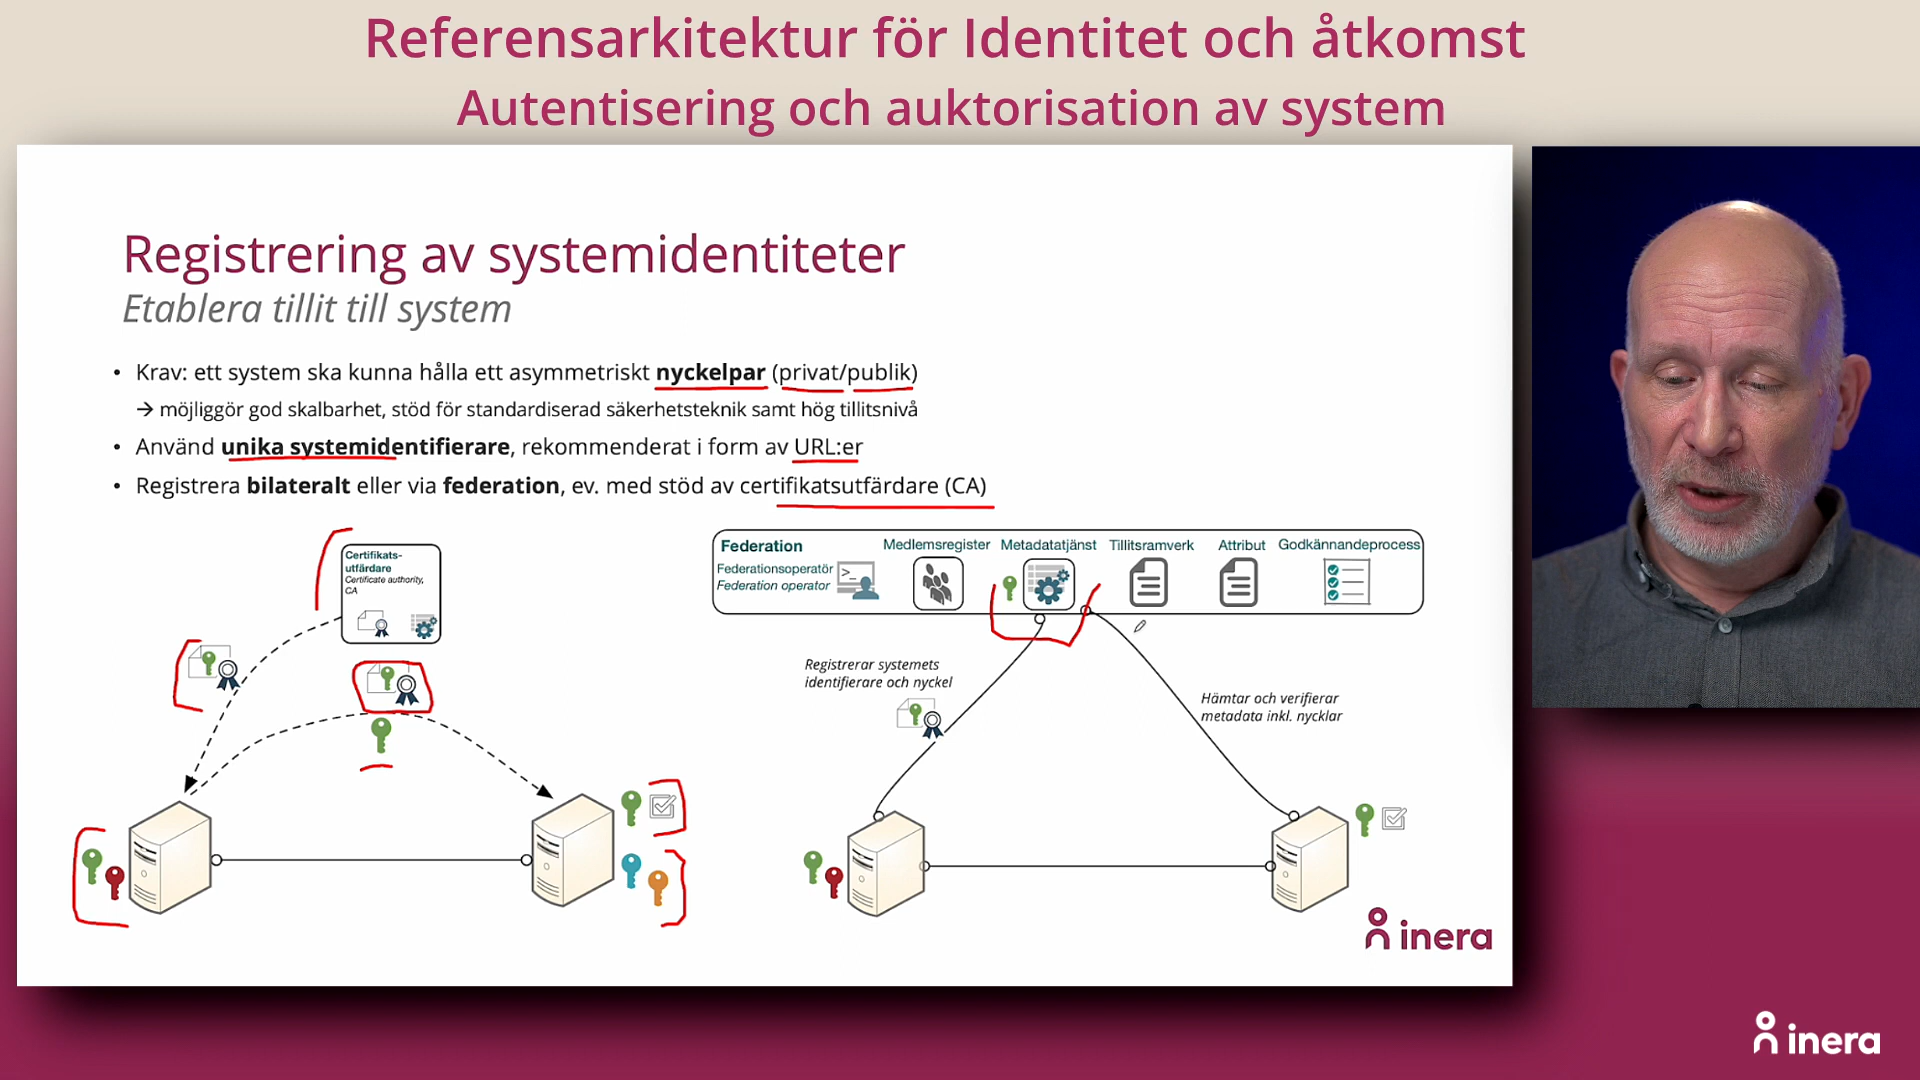 Referensarkitektur för Identitet och åtkomst
Autentisering och auktorisation av system
Registrering av systemidentiteter
Etablera tillit till system
• Krav: ett system ska kunna hålla ett asymmetriskt nyckelpar (privat/publik)
→ möjliggör god skalbarhet, stöd för standardiserad säkerhetsteknik samt hög tillitsnivå
• Använd unika systemidentifierare, rekommenderat i form av URL:er
• Registrera bilateralt eller via federation, ev. med stöd av certifikatsutfärdare (CA)
Certifikats-
utfärdare
Certificate authority,
CA
Federation
Federationsoperatör
Federation operator
Medlemsregister
Metadatatjänst
Tillitsramverk
Attribut
Godkännandeprocess
Registrerar systemets
identifierare och nyckel
Hämtar och verifierar
metadata inkl. nycklar
inera
inera